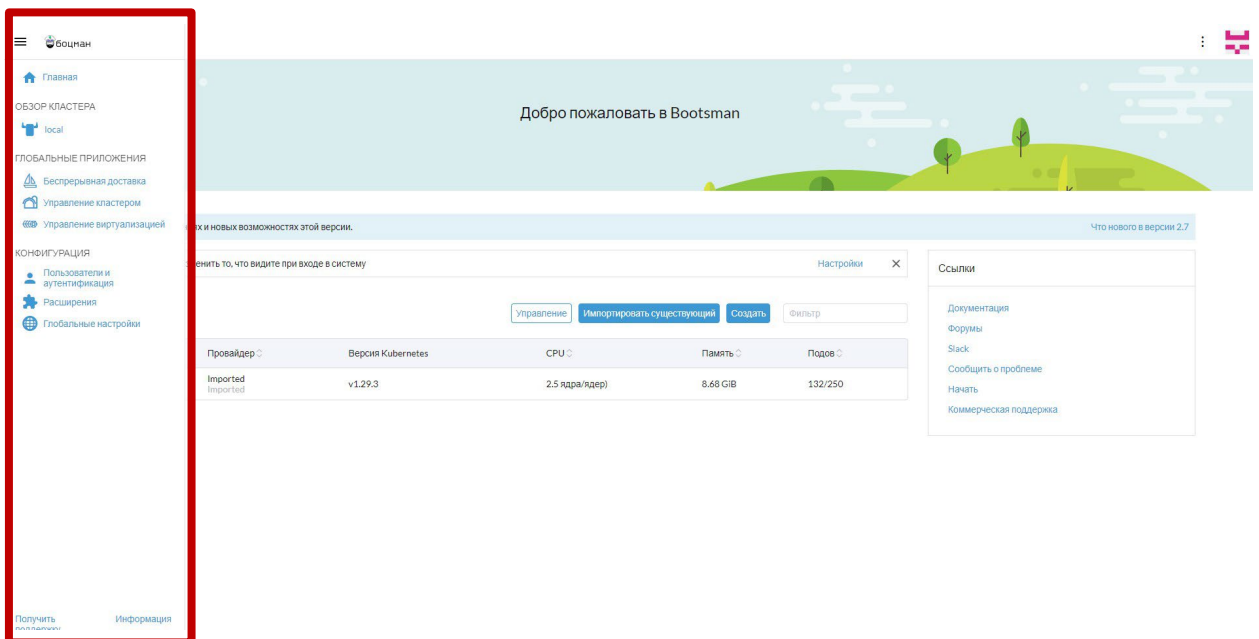 боцман
Главная
ОБЗОР КЛАСТЕРА
local
ГЛОБАЛЬНЫЕ ПРИЛОЖЕНИЯ
Беспрерывная доставка
Управление кластером
Управление виртуализацией
КОНФИГУРАЦИЯ
Пользователи и
аутентификация
Расширения
Глобальные настройки
Получить
поддержку
Информация
Добро пожаловать в Bootsman
и новых возможностях этой версии.
Что нового в версии 2.7
то, что видите при входе в систему
Настройки
Управление
Импортировать существующий
Создать
Фильтр
Провайдер
Версия Kubernetes
CPU
Память
Подов
Imported
Imported
v1.29.3
2.5 ядра/ядер)
8.68 GiB
132/250
Ссылки
Документация
Форумы
Slack
Сообщить о проблеме
Начать
Коммерческая поддержка